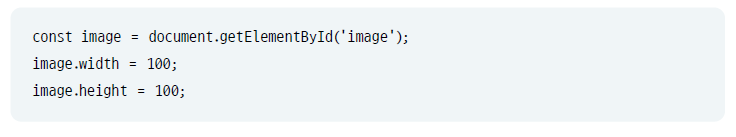 const image = document.getElementById('image');
image.width = 100;
image.height = 100;